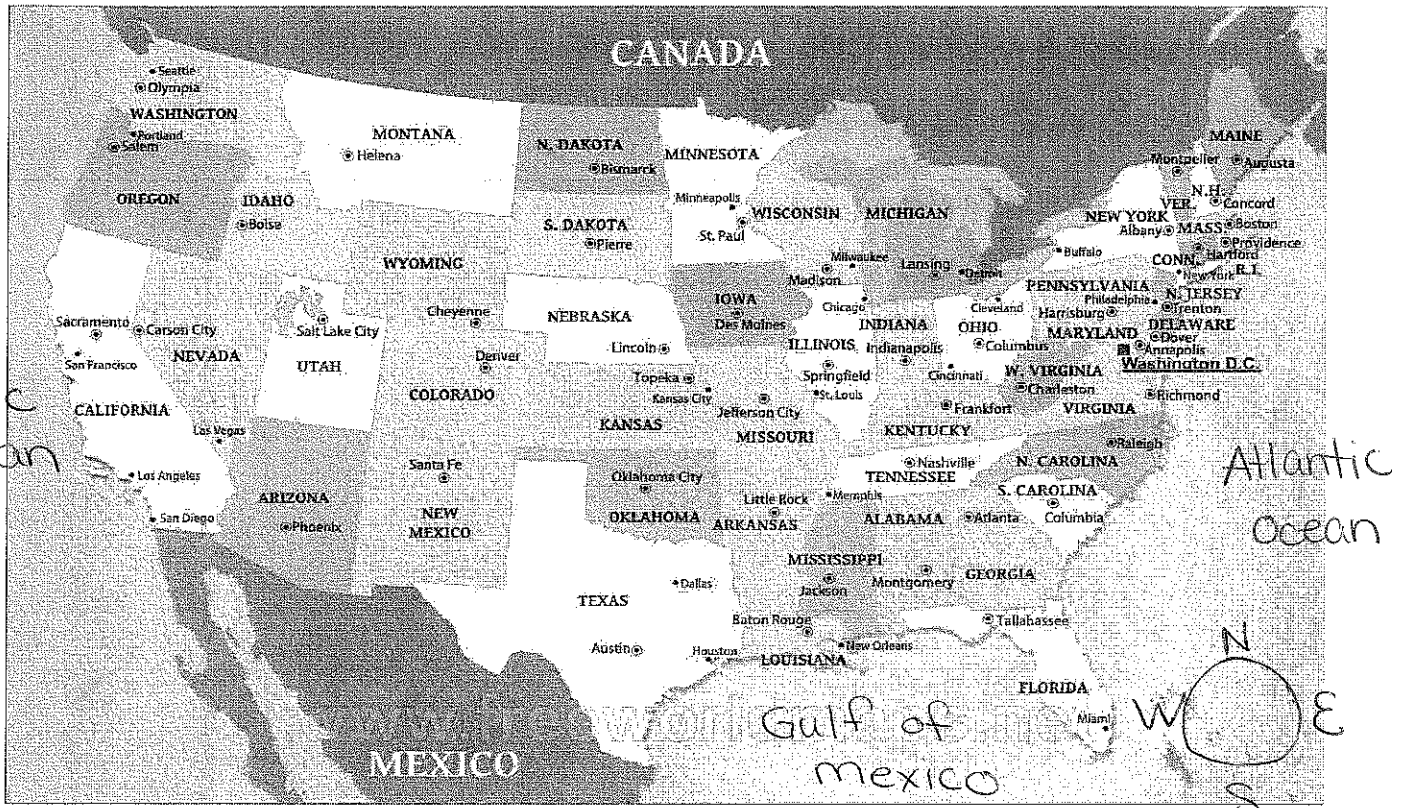 CANADA
Seattle
Olympia
WASHINGTON
Portland
Salem
OREGON
IDAHO
Boise
MONTANA
Helena
N. DAKOTA
Bismarck
S. DAKOTA
Pierre
MINNESOTA
Minneapolis
St. Paul
WISCONSIN
Milwaukee
Madison
MICHIGAN
Lansing
Detroit
MAINE
Augusta
Montpelier
VER.
N.H.
Concord
NEW YORK
Albany
Buffalo
MASS
Boston
Providence
Hartford
CONN.
R.I.
New York
PENNSYLVANIA
Philadelphia
Harrisburg
N. JERSEY
Trenton
MARYLAND
DELAWARE
Dover
Annapolis
Washington D.C.
WYOMING
Cheyenne
NEBRASKA
Lincoln
IOWA
Des Moines
Chicago
ILLINOIS
Springfield
INDIANA
Indianapolis
OHIO
Cleveland
Columbus
Cincinnati
W. VIRGINIA
Charleston
VIRGINIA
Richmond
Sacramento
Carson City
San Francisco
NEVADA
CALIFORNIA
Las Vegas
Los Angeles
San Diego
Salt Lake City
UTAH
Denver
COLORADO
Topeka
Kansas City
KANSAS
Jefferson City
MISSOURI
St. Louis
KENTUCKY
Frankfort
ARIZONA
Phoenix
Santa Fe
NEW
MEXICO
Oklahoma City
OKLAHOMA
Little Rock
ARKANSAS
Nashville
TENNESSEE
Memphis
N. CAROLINA
Raleigh
S. CAROLINA
Columbia
ALABAMA
Atlanta
Montgomery
GEORGIA
MISSISSIPPI
Jackson
TEXAS
Dallas
Austin
Houston
Baton Rouge
New Orleans
LOUISIANA
Tallahassee
FLORIDA
Miami
MEXICO
Atlantic
Ocean
Gulf of
mexico
N
W
E
S